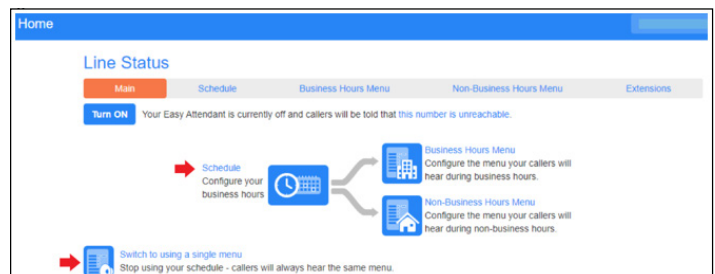 Home
Line Status
Main Schedule Business Hours Menu Non-Business Hours Menu Extensions
Turn ON Your Easy Attendant is currently off and callers will be told that this number is unreachable.
Schedule
Configure your
business hours
Business Hours Menu
Configure the menu your callers will
hear during business hours.
Non-Business Hours Menu
Configure the menu your callers will
hear during non-business hours.
Switch to using a single menu
Stop using your schedule - callers will always hear the same menu.